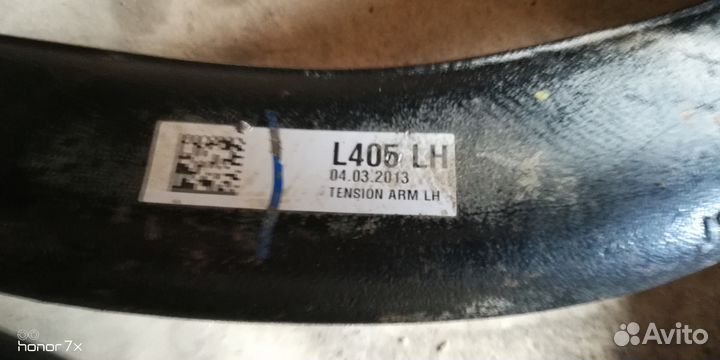 L405 LH
04.03.2013
TENSION ARM LH
honor 7x
Avito